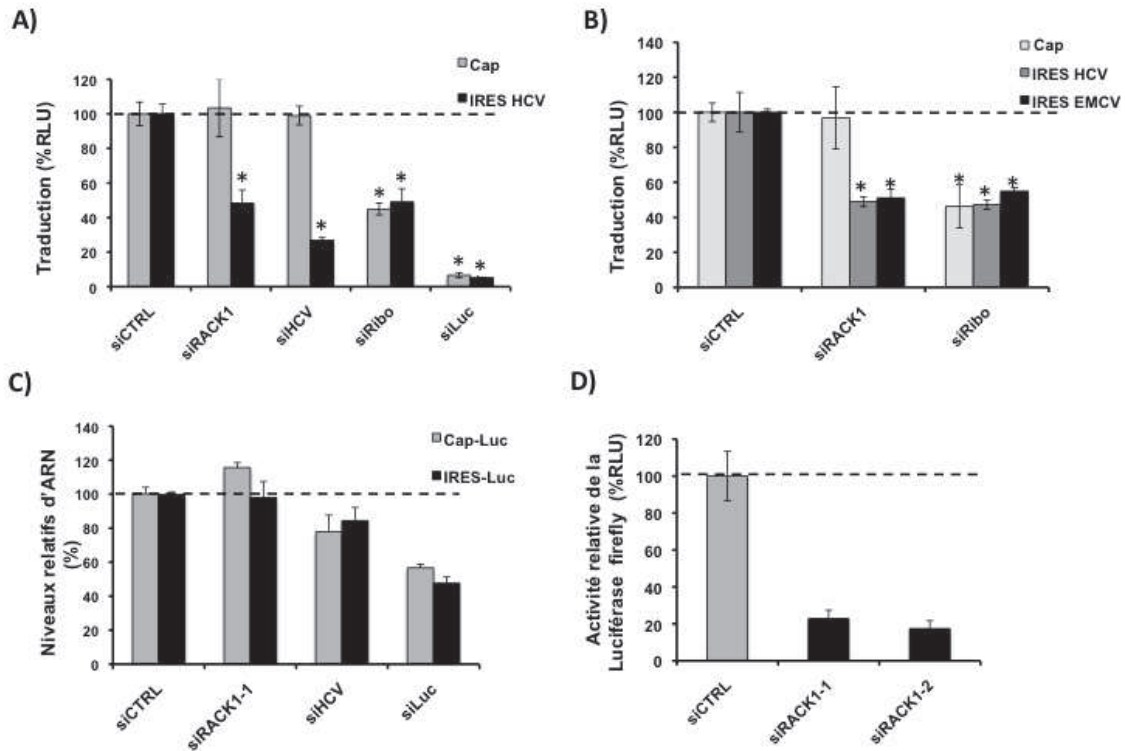 A)
Cap
IRES HCV
Traduction (%RLU)
120
100
80
60
40
20
0
*
*
*
*
*
*
siCTRL
siRACK1
siHCV
siRibo
siLuc
B)
Cap
IRES HCV
IRES EMCV
Traduction (%RLU)
140
120
100
80
60
40
20
0
*
*
*
*
*
siCTRL
siRACK1
siRibo
C)
Cap-Luc
IRES-Luc
Niveaux relatifs d'ARN
(%)
140
120
100
80
60
40
20
0
siCTRL
siRACK1-1
siHCV
siLuc
D)
Activité relative de la
Luciférase firefly (%RLU)
120
100
80
60
40
20
0
siCTRL
siRACK1-1
siRACK1-2